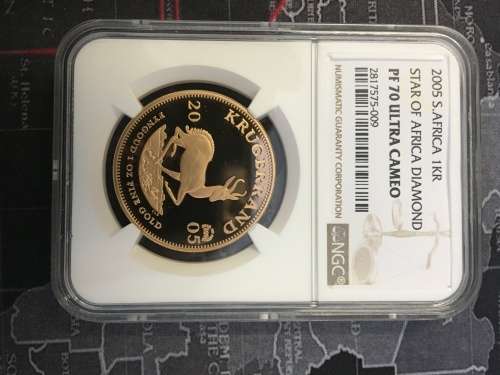 2005 S.AFRICA 1KR
STAR OF AFRICA DIAMOND
PF 70 ULTRA CAMEO
2817575-009
NUMISMATIC GUARANTY CORPORATION
NGC®
KRUGERRAND
20
05
FYNGOUD 1 OZ FINE GOLD
St. Helena